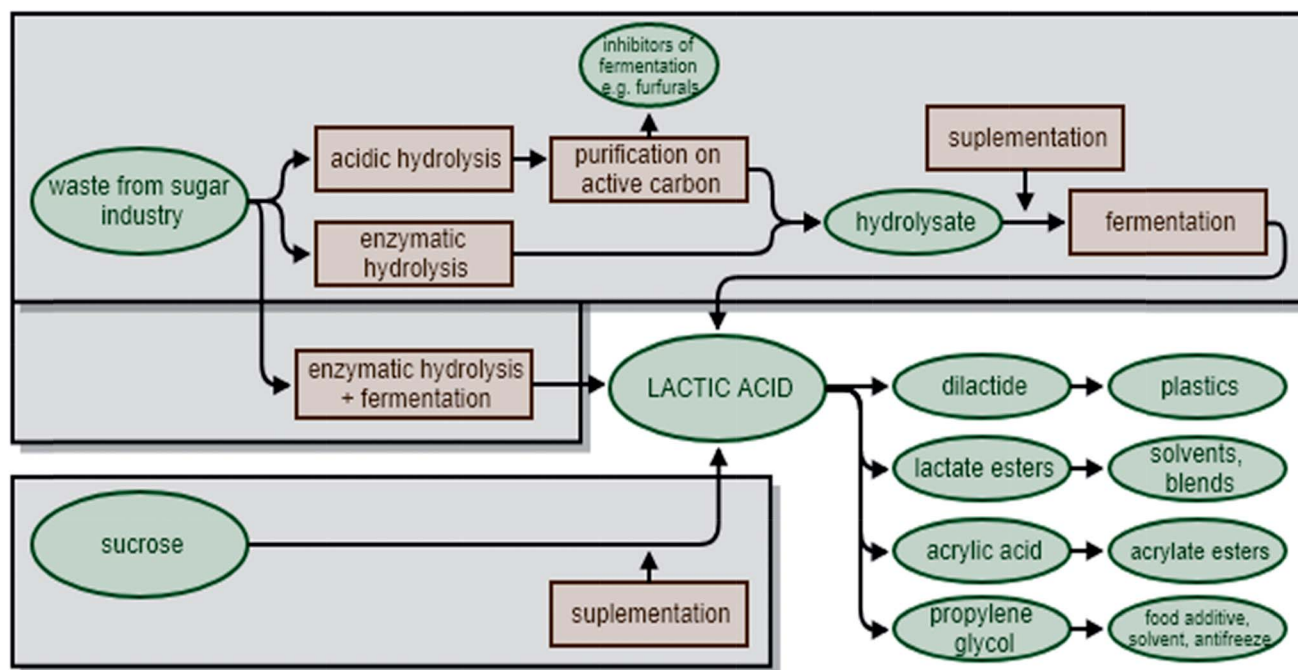 inhibitors of
fermentation
e.g. furfurals
suplementation
acidic hydrolysis
purification on
active carbon
waste from sugar
industry
hydrolysate
fermentation
enzymatic
hydrolysis
enzymatic hydrolysis
+ fermentation
LACTIC ACID
dilactide
plastics
lactate esters
solvents,
blends
sucrose
acrylic acid
acrylate esters
suplementation
propylene
glycol
food additive,
solvent, antifreeze